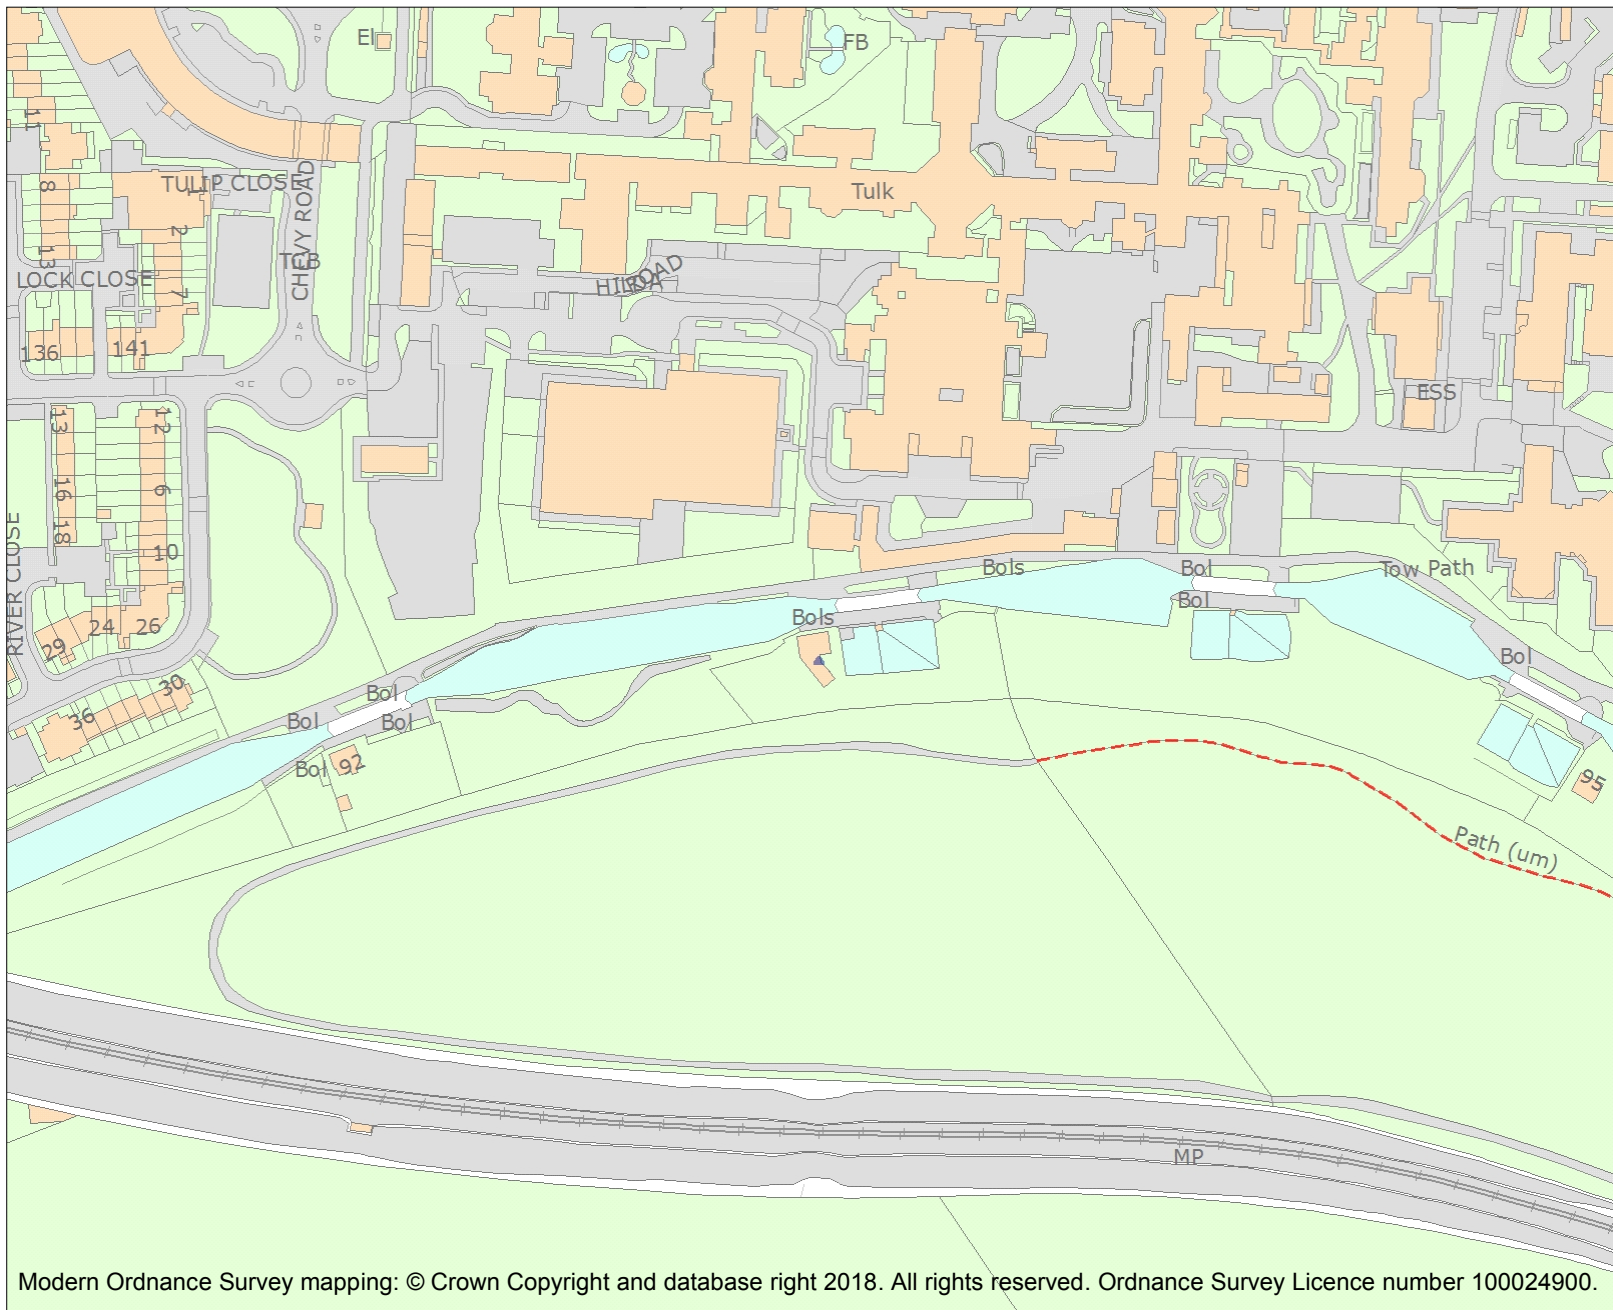 El
FB
11
TULIP CLOSE
1
8
Tulk
CHEVY ROAD
2
13
TCB
LOCK CLOSE
HILDA
ROAD
7
136
141
ESS
13
12
16
6
18
10
RIVER CLOSE
Bols
Bol
Tow Path
Bol
Bols
24
26
29
Bol
30
Bol
36
Bol
Bol
Bol
92
95
Path (um)
MP
Modern Ordnance Survey mapping: © Crown Copyright and database right 2018. All rights reserved. Ordnance Survey Licence number 100024900.